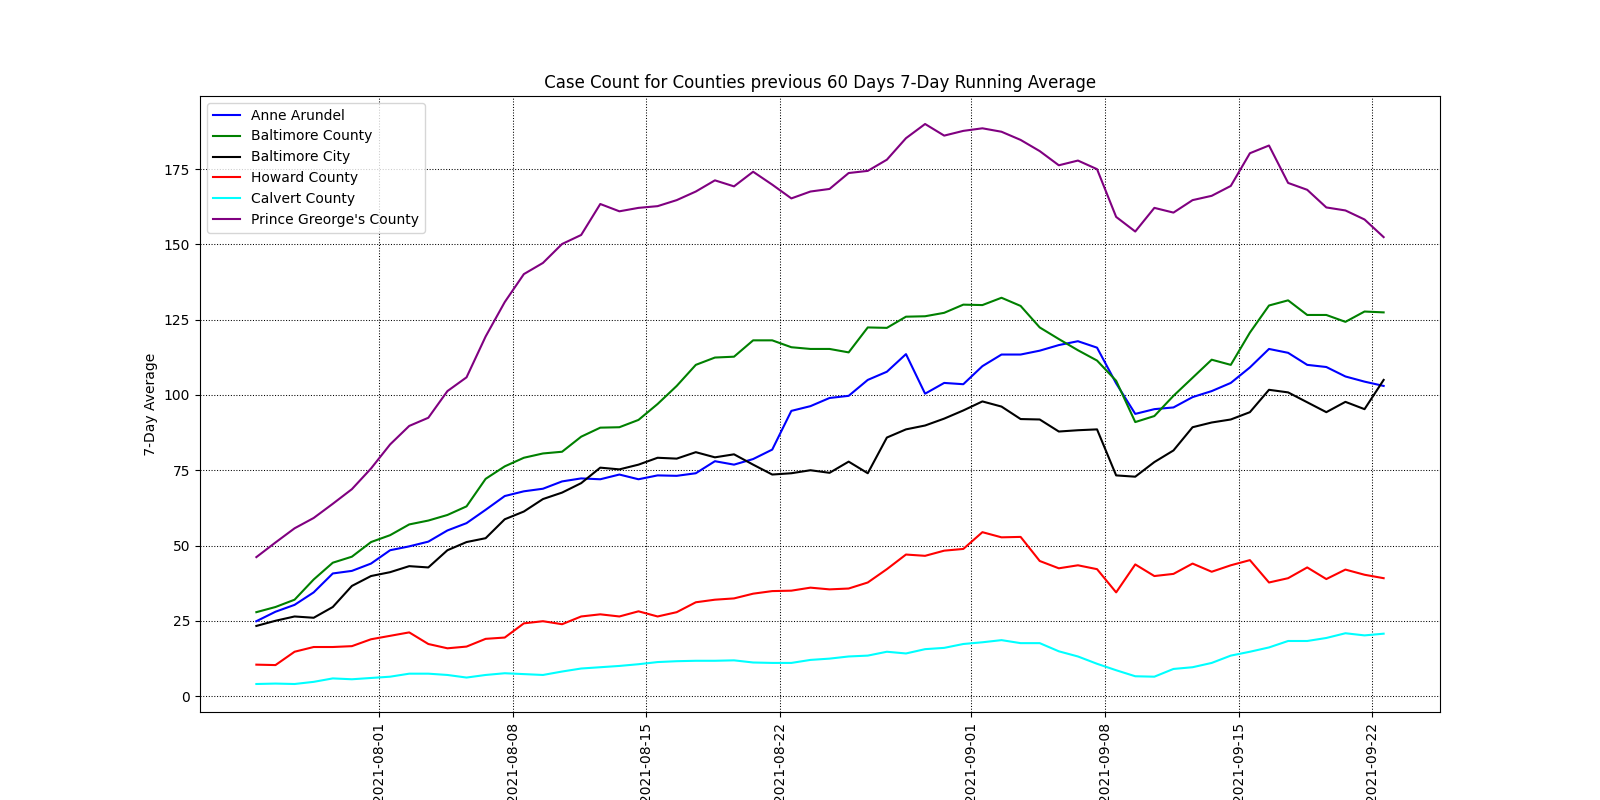 Case Count for Counties previous 60 Days 7-Day Running Average
Anne Arundel
Baltimore County
Baltimore City
Howard County
Calvert County
Prince Greorge's County
7-Day Average
175
150
125
100
75
50
25
0
2021-08-01
2021-08-08
2021-08-15
2021-08-22
2021-09-01
2021-09-08
2021-09-15
2021-09-22